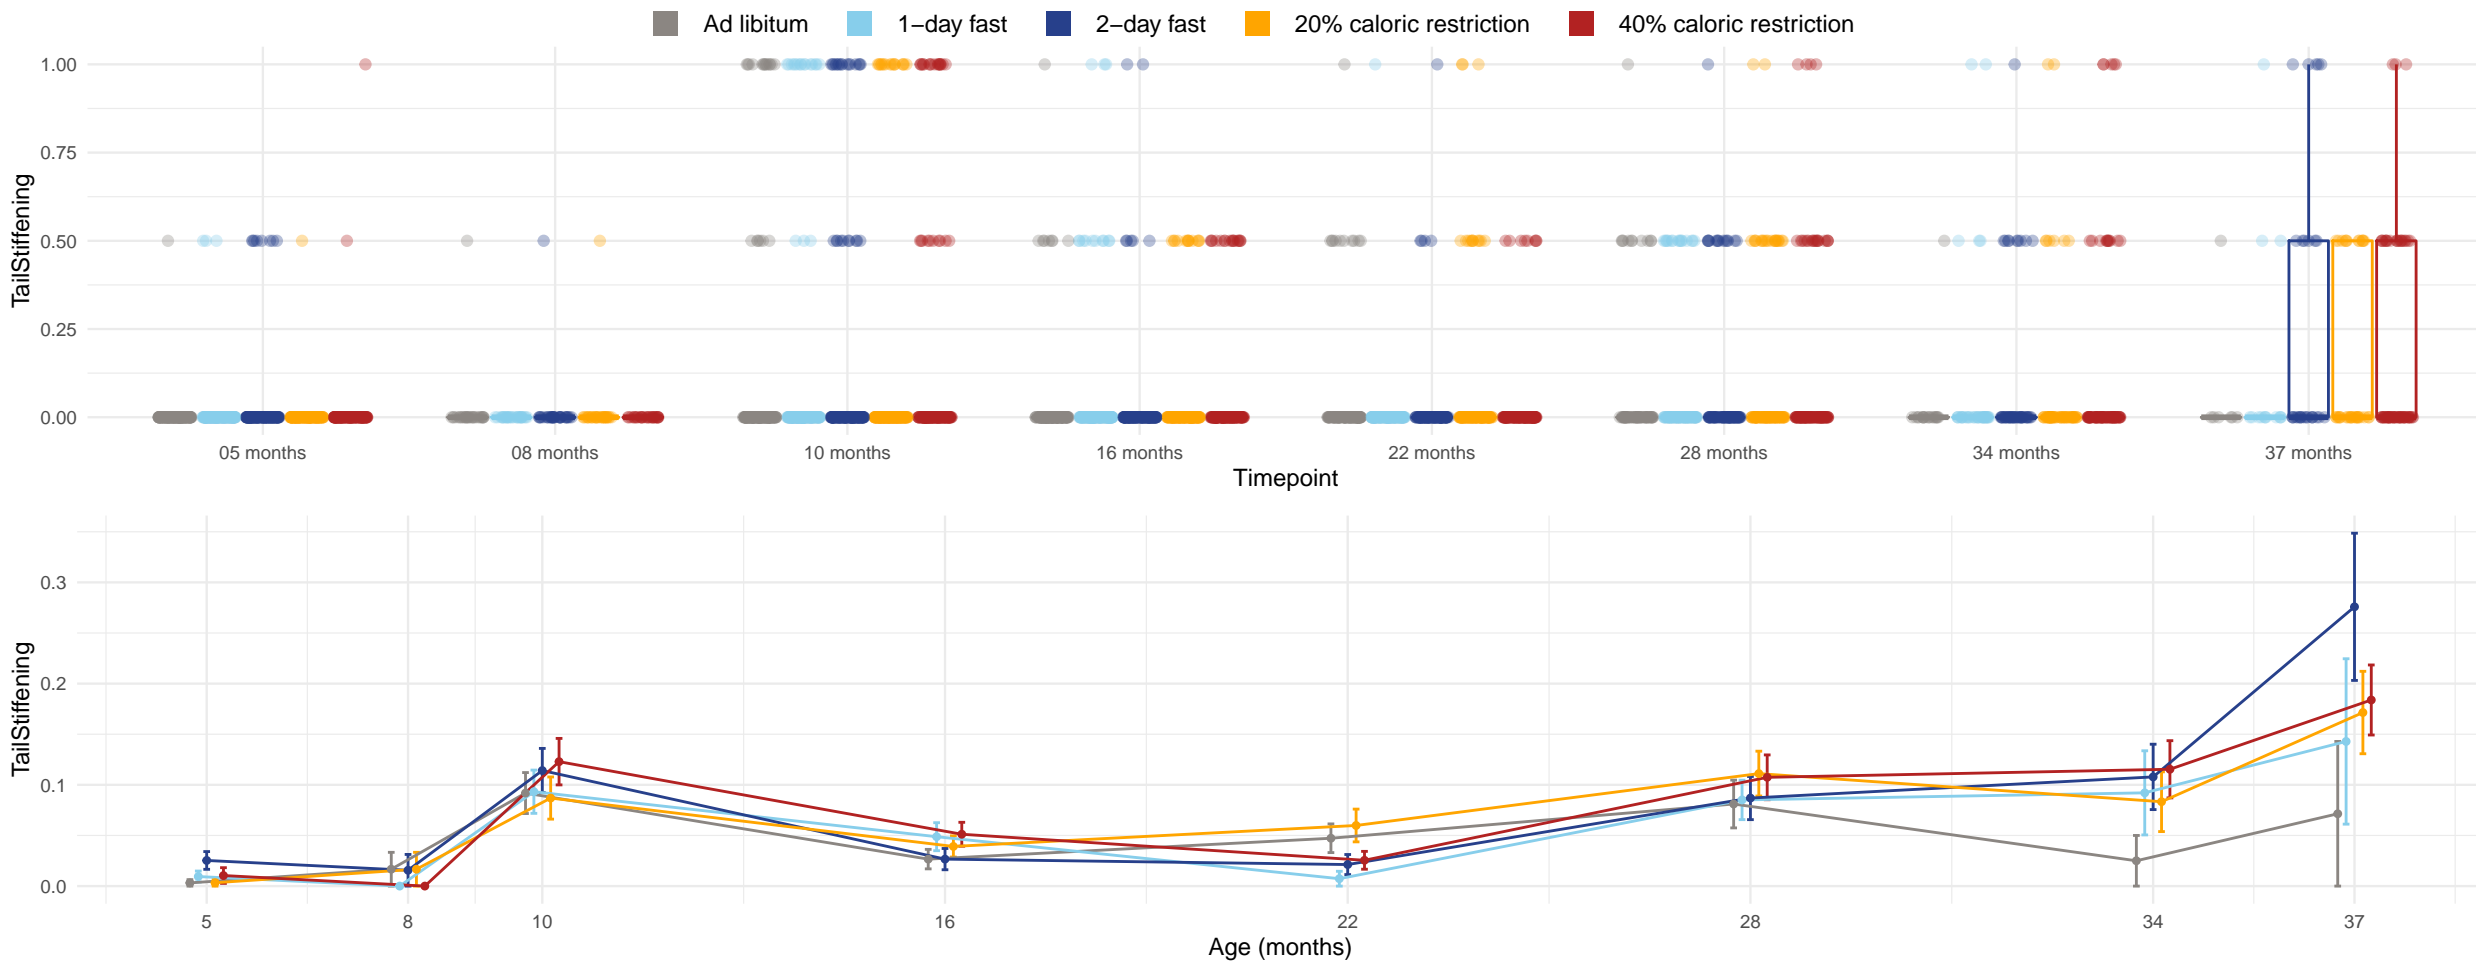 Ad libitum 1−day fast 2−day fast 20% caloric restriction 40% caloric restriction
TailStiffening
1.00
0.75
0.50
0.25
0.00
05 months 08 months 10 months 16 months 22 months 28 months 34 months 37 months
Timepoint
TailStiffening
0.3
0.2
0.1
0.0
5 8 10 16 22 28 34 37
Age (months)